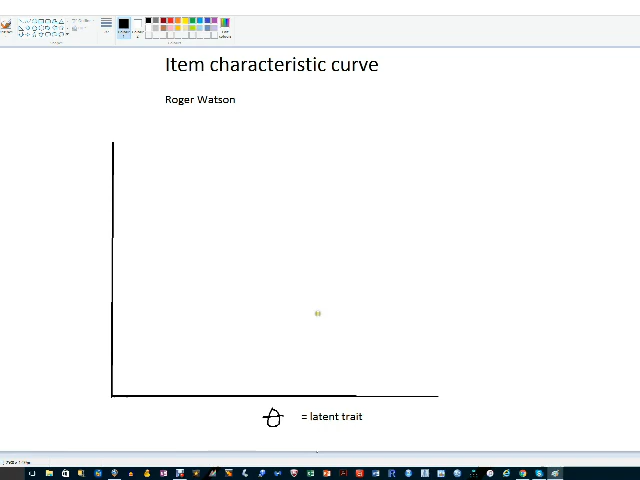 Item characteristic curve
Roger Watson
θ = latent trait